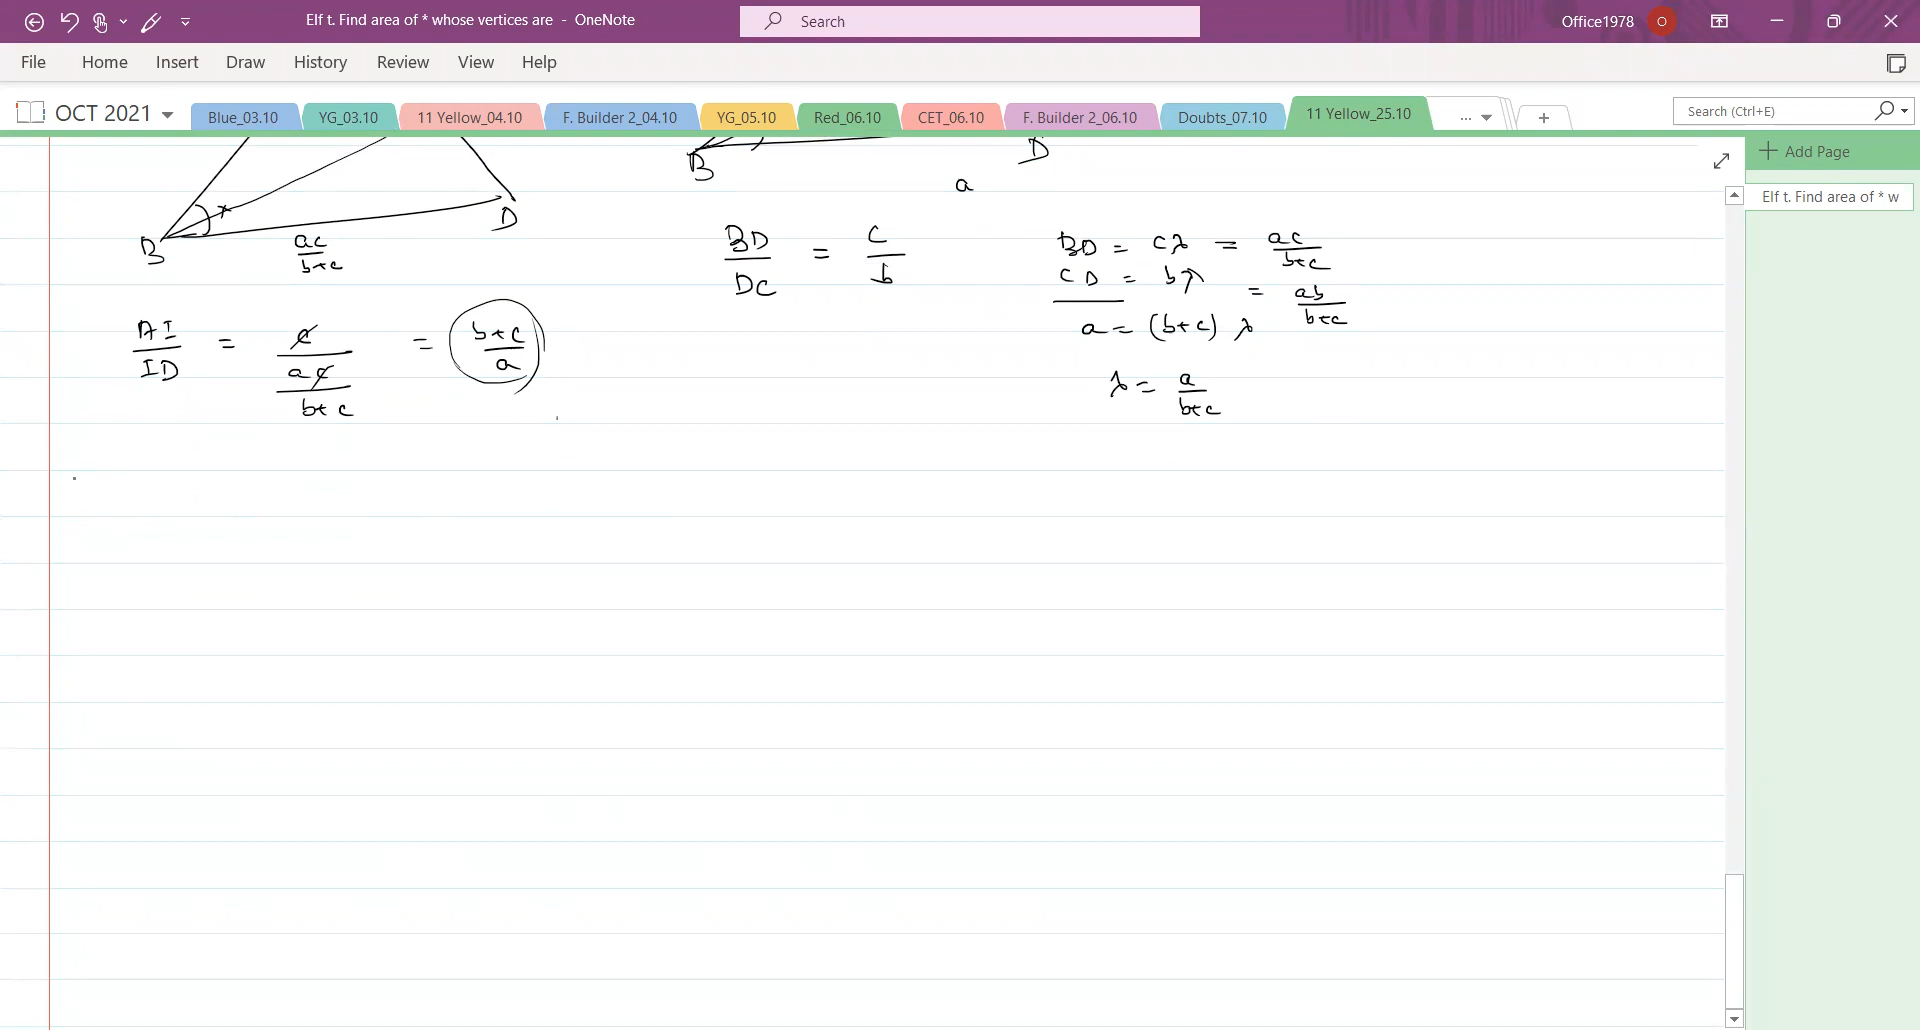 Elf t. Find area of * whose vertices are - OneNote
Search
Office1978
O
File Home Insert Draw History Review View Help
OCT 2021
Blue_03.10
YG_03.10
11 Yellow_04.10
F. Builder 2_04.10
YG_05.10
Red_06.10
CET_06.10
F. Builder 2_06.10
Doubts_07.10
11 Yellow_25.10
...
+
Search (Ctrl+E)
Add Page
Elf t. Find area of * w
B
D
ac/b+c
B
D
a
BD/DC = c/b
BD = cλ = ac/b+c
CD = bλ = ab/b+c
a = (b+c) λ
λ = a/b+c
AI/ID = c/(ac/b+c) = b+c/a